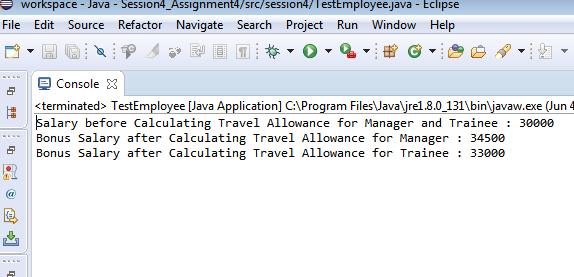 workspace - Java - Session4_Assignment4/src/session4/TestEmployee.java - Eclipse
File Edit Source Refactor Navigate Search Project Run Window Help
Console
<terminated> TestEmployee [Java Application] C:\Program Files\Java\jre1.8.0_131\bin\javaw.exe (Jun 4
Salary before Calculating Travel Allowance for Manager and Trainee : 30000
Bonus Salary after Calculating Travel Allowance for Manager : 34500
Bonus Salary after Calculating Travel Allowance for Trainee : 33000